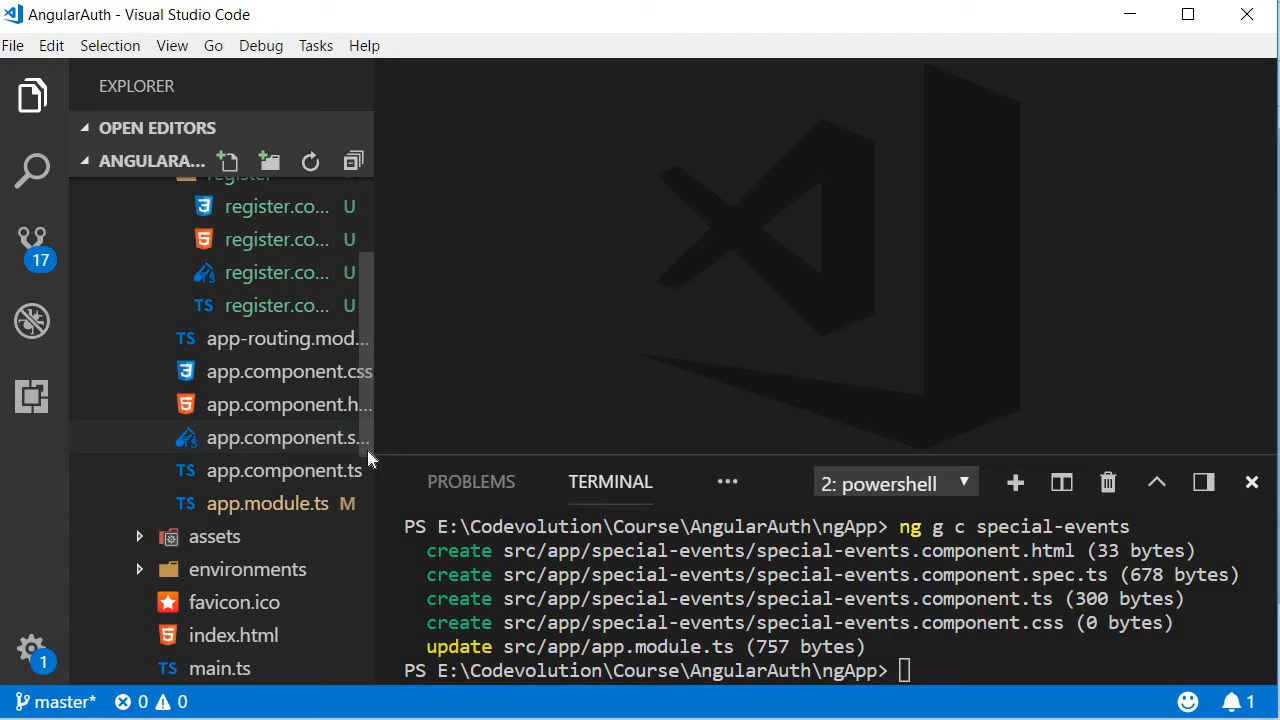 AngularAuth - Visual Studio Code
File Edit Selection View Go Debug Tasks Help
EXPLORER
OPEN EDITORS
ANGULARA...
register
register.co... U
register.co... U
register.co... U
TS register.co... U
TS app-routing.mod...
app.component.css
app.component.h...
app.component.s...
TS app.component.ts
TS app.module.ts M
assets
environments
favicon.ico
index.html
TS main.ts
17
1
PROBLEMS TERMINAL ... 2: powershell
PS E:\Codevolution\Course\AngularAuth\ngApp> ng g c special-events
create src/app/special-events/special-events.component.html (33 bytes)
create src/app/special-events/special-events.component.spec.ts (678 bytes)
create src/app/special-events/special-events.component.ts (300 bytes)
create src/app/special-events/special-events.component.css (0 bytes)
update src/app/app.module.ts (757 bytes)
PS E:\Codevolution\Course\AngularAuth\ngApp>
master* 0 0 1